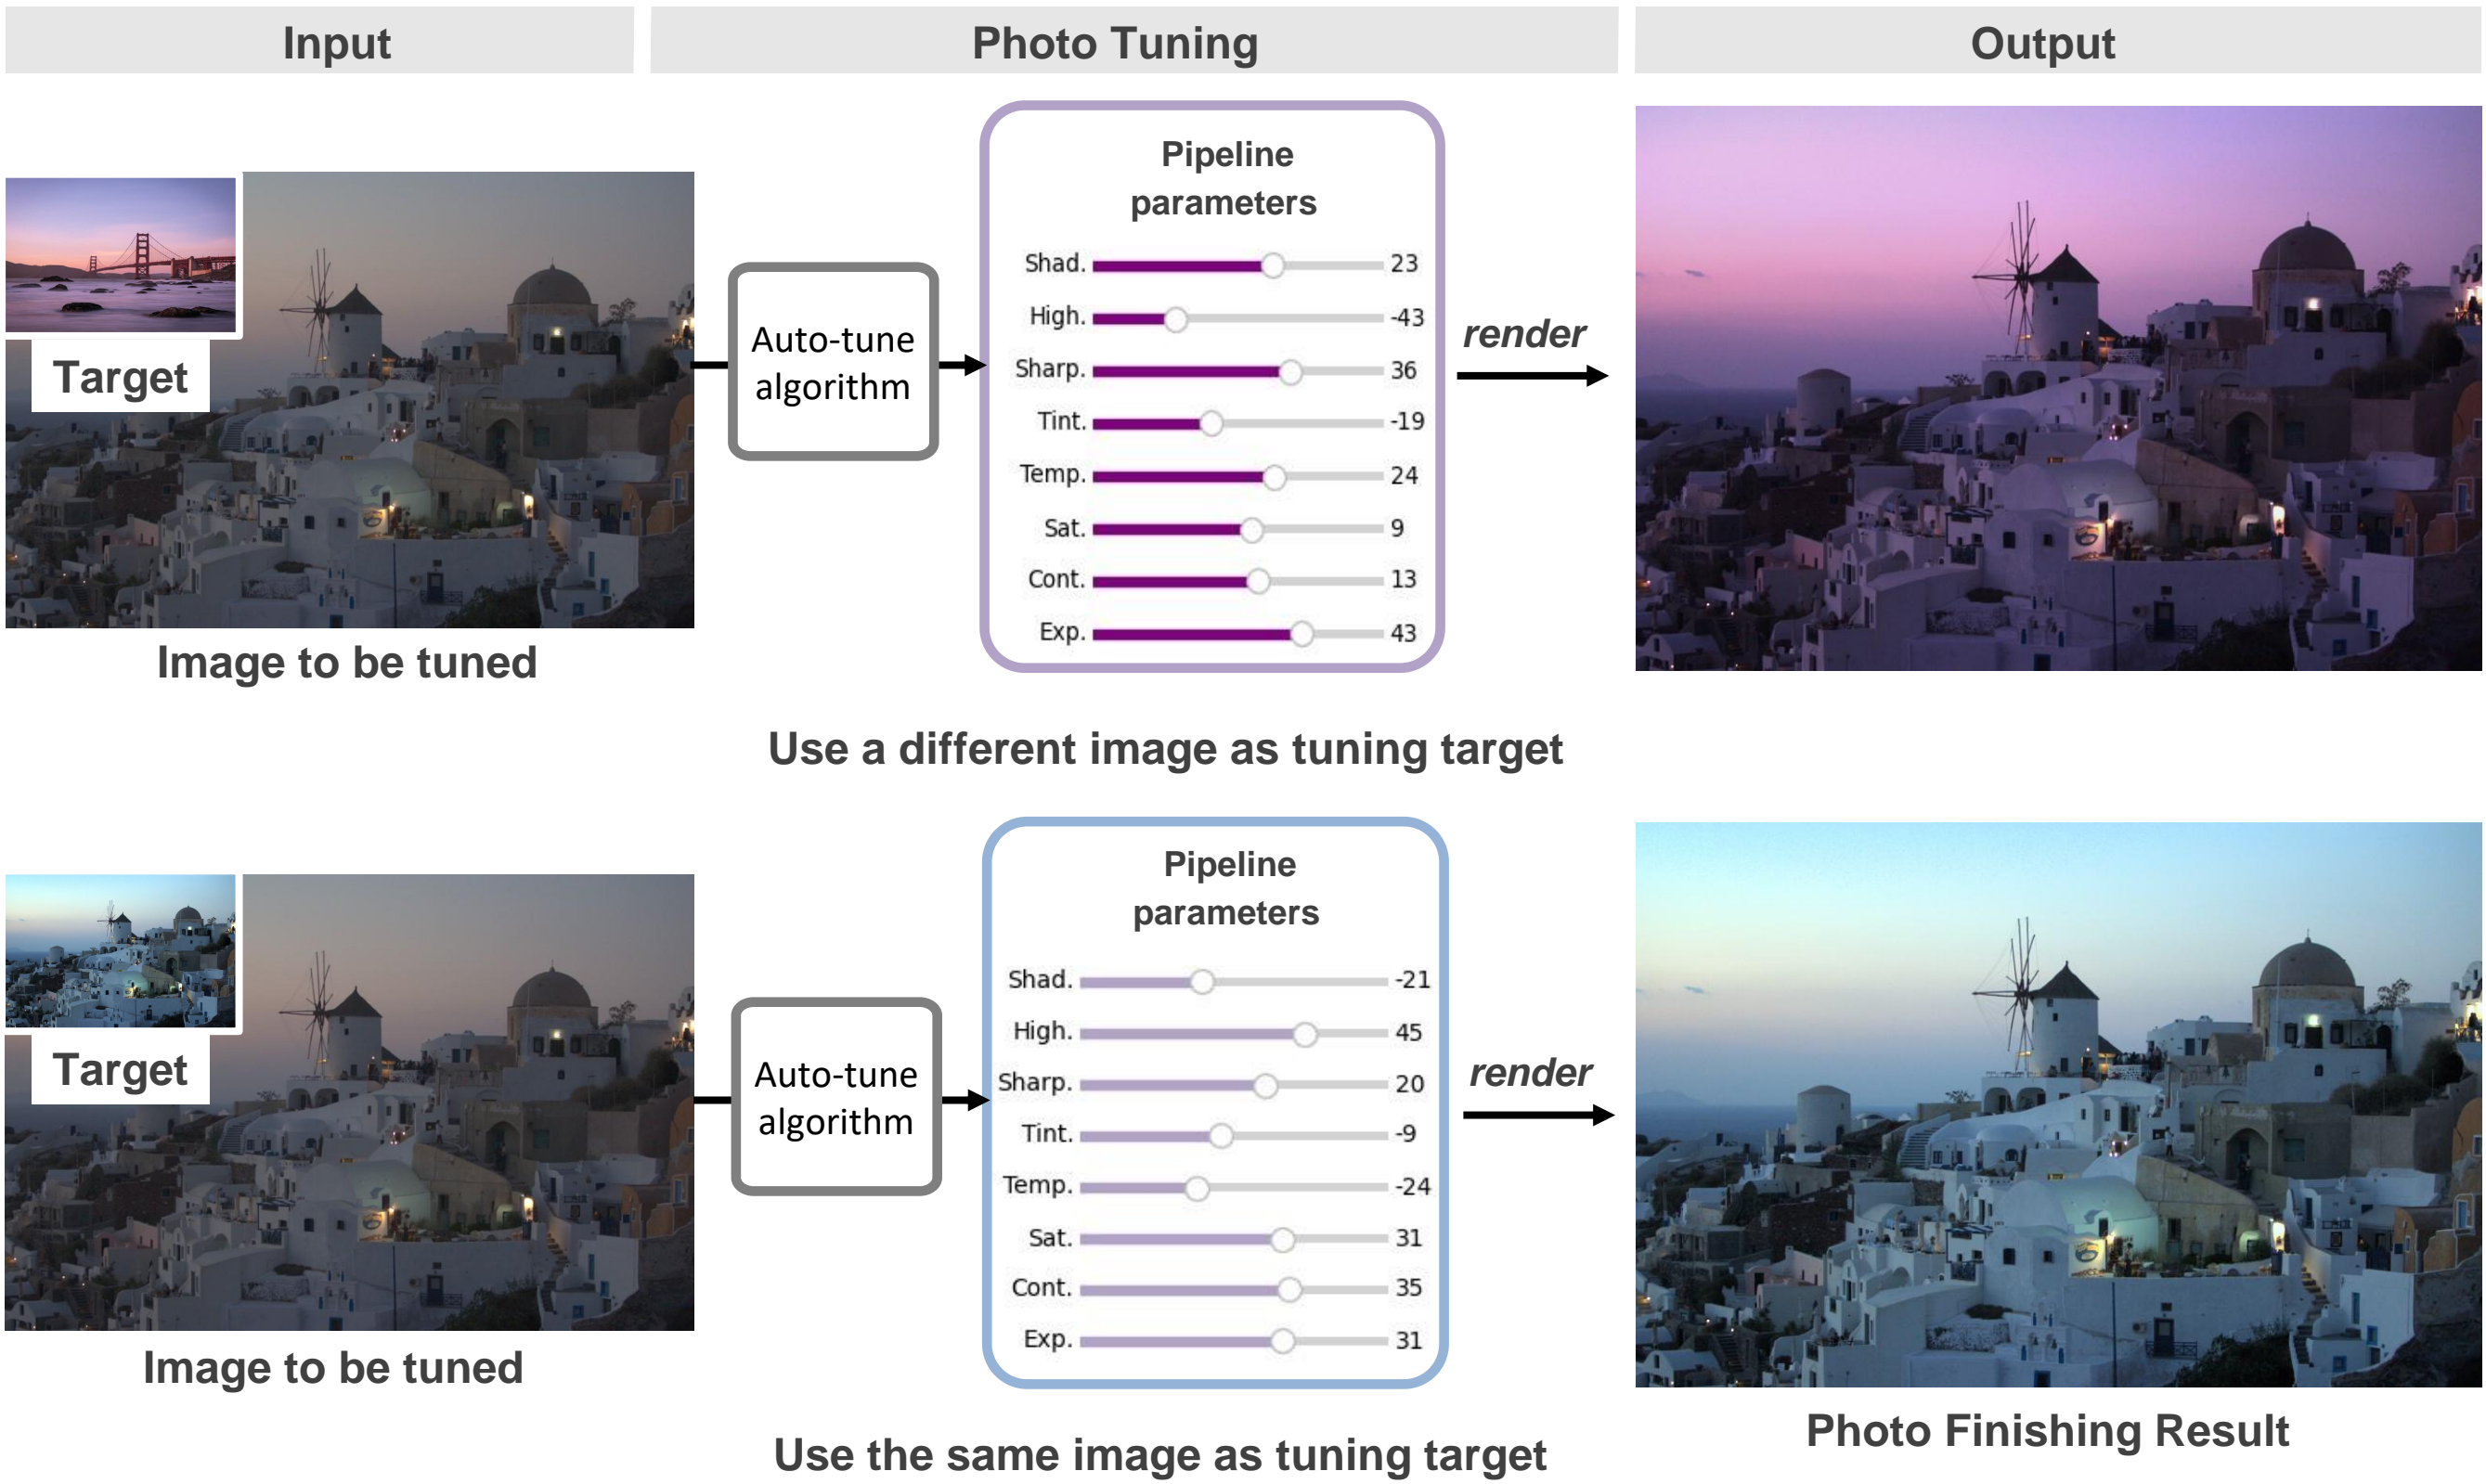 Input
Photo Tuning
Output
Target
Image to be tuned
Auto-tune
algorithm
Pipeline
parameters
Shad. 23
High. -43
Sharp. 36
Tint. -19
Temp. 24
Sat. 9
Cont. 13
Exp. 43
render
Use a different image as tuning target
Target
Image to be tuned
Auto-tune
algorithm
Pipeline
parameters
Shad. -21
High. 45
Sharp. 20
Tint. -9
Temp. -24
Sat. 31
Cont. 35
Exp. 31
render
Photo Finishing Result
Use the same image as tuning target